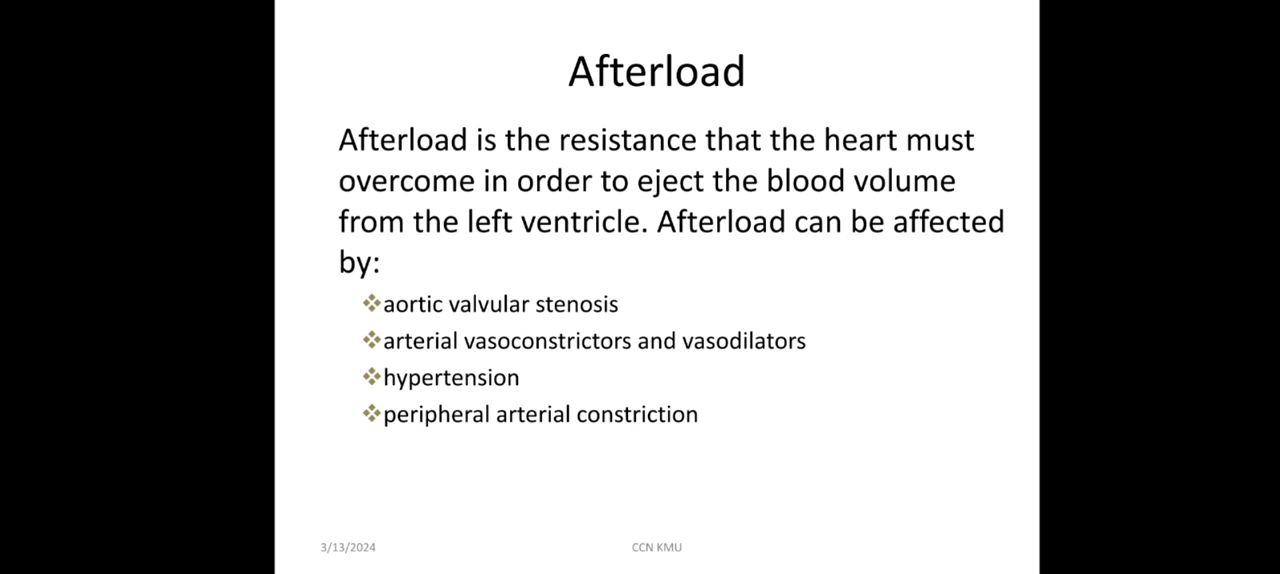 Afterload
Afterload is the resistance that the heart must
overcome in order to eject the blood volume
from the left ventricle. Afterload can be affected
by:
❖aortic valvular stenosis
❖arterial vasoconstrictors and vasodilators
❖hypertension
❖peripheral arterial constriction
3/13/2024
CCN KMU